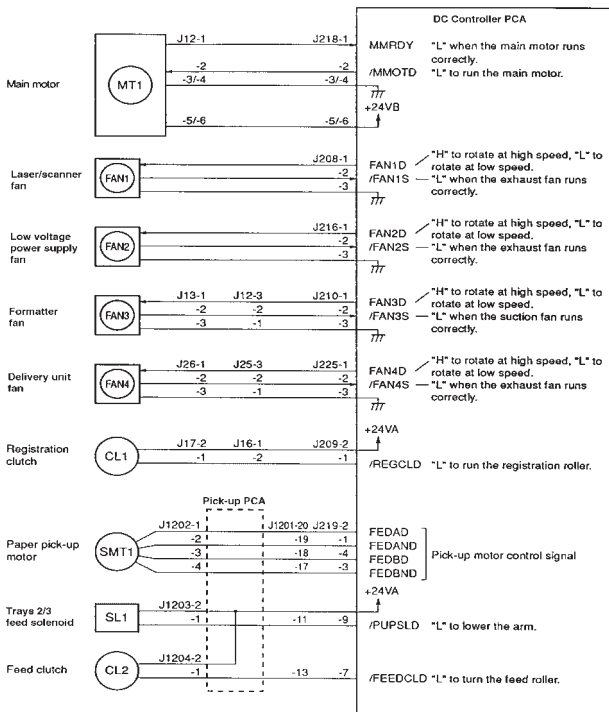 DC Controller PCA
Main motor
MT1
J12-1 J218-1 MMRDY "L" when the main motor runs
correctly.
-2 -2 /MMOTD "L" to run the main motor.
-3/-4 -3/-4
+24VB
-5/-6 -5/-6
Laser/scanner
fan
FAN1
J208-1 FAN1D "H" to rotate at high speed, "L" to
rotate at low speed.
-2 /FAN1S "L" when the exhaust fan runs
correctly.
-3
Low voltage
power supply
fan
FAN2
J216-1 FAN2D "H" to rotate at high speed, "L" to
rotate at low speed.
-2 /FAN2S "L" when the exhaust fan runs
correctly.
-3
Formatter
fan
FAN3
J13-1 J12-3 J210-1 FAN3D "H" to rotate at high speed, "L" to
rotate at low speed.
-2 -2 -2 /FAN3S "L" when the suction fan runs
correctly.
-3 -1 -3
Delivery unit
fan
FAN4
J26-1 J25-3 J225-1 FAN4D "H" to rotate at high speed, "L" to
rotate at low speed.
-2 -2 -2 /FAN4S "L" when the exhaust fan runs
correctly.
-3 -1 -3
+24VA
Registration
clutch
CL1
J17-2 J16-1 J209-2
-1 -2 -1 /REGCLD "L" to run the registration roller.
Pick-up PCA
Paper pick-up
motor
SMT1
J1202-1 J1201-20 J219-2 FEDAD
-2 -19 -1 FEDAND
-3 -18 -4 FEDBD
-4 -17 -3 FEDBND
Pick-up motor control signal
+24VA
Trays 2/3
feed solenoid
SL1
J1203-2
-1 -11 -9 /PUPSLD "L" to lower the arm.
Feed clutch
CL2
J1204-2
-1 -13 -7 /FEEDCLD "L" to turn the feed roller.